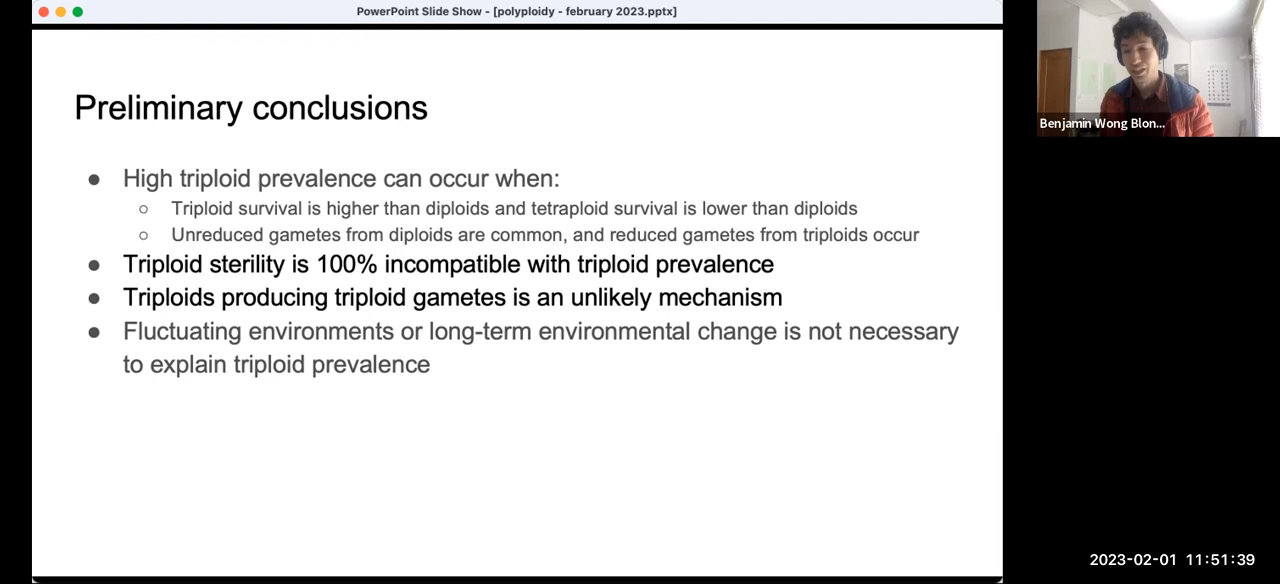 PowerPoint Slide Show - [polyploidy - february 2023.pptx]
Preliminary conclusions
● High triploid prevalence can occur when:
○ Triploid survival is higher than diploids and tetraploid survival is lower than diploids
○ Unreduced gametes from diploids are common, and reduced gametes from triploids occur
● Triploid sterility is 100% incompatible with triploid prevalence
● Triploids producing triploid gametes is an unlikely mechanism
● Fluctuating environments or long-term environmental change is not necessary
to explain triploid prevalence
Benjamin Wong Blon...
2023-02-01 11:51:39